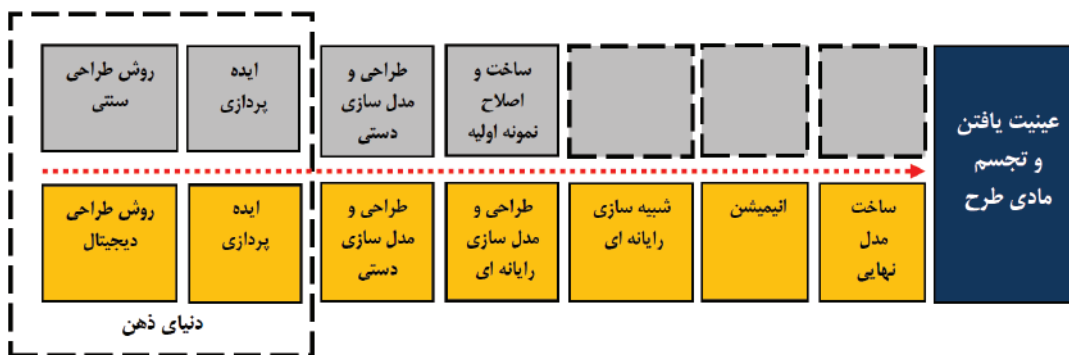 روش طراحی
سنتی
ایده
پردازی
طراحی و
مدل سازی
دستی
ساخت و
اصلاح
نمونه اولیه
عینیت یافتن
و تجسم
مادی طرح
روش طراحی
دیجیتال
ایده
پردازی
طراحی و
مدل سازی
دستی
طراحی و
مدل سازی
رایانه ای
شبیه سازی
رایانه ای
انیمیشن
ساخت
مدل
نهایی
دنیای ذهن